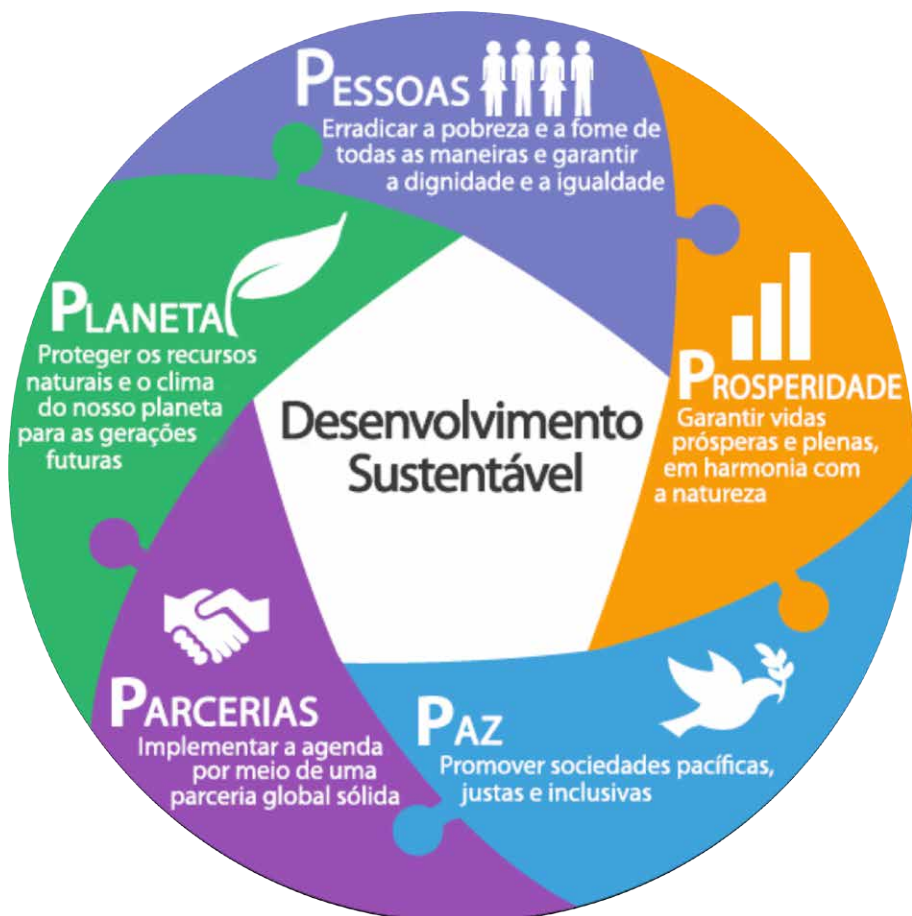 PESSOAS
Erradicar a pobreza e a fome de
todas as maneiras e garantir
a dignidade e a igualdade
PROSPERIDADE
Garantir vidas
prósperas e plenas,
em harmonia com
a natureza
PAZ
Promover sociedades pacíficas,
justas e inclusivas
PARCERIAS
Implementar a agenda
por meio de uma
parceria global sólida
PLANETA
Proteger os recursos
naturais e o clima
do nosso planeta
para as gerações
futuras
Desenvolvimento
Sustentável